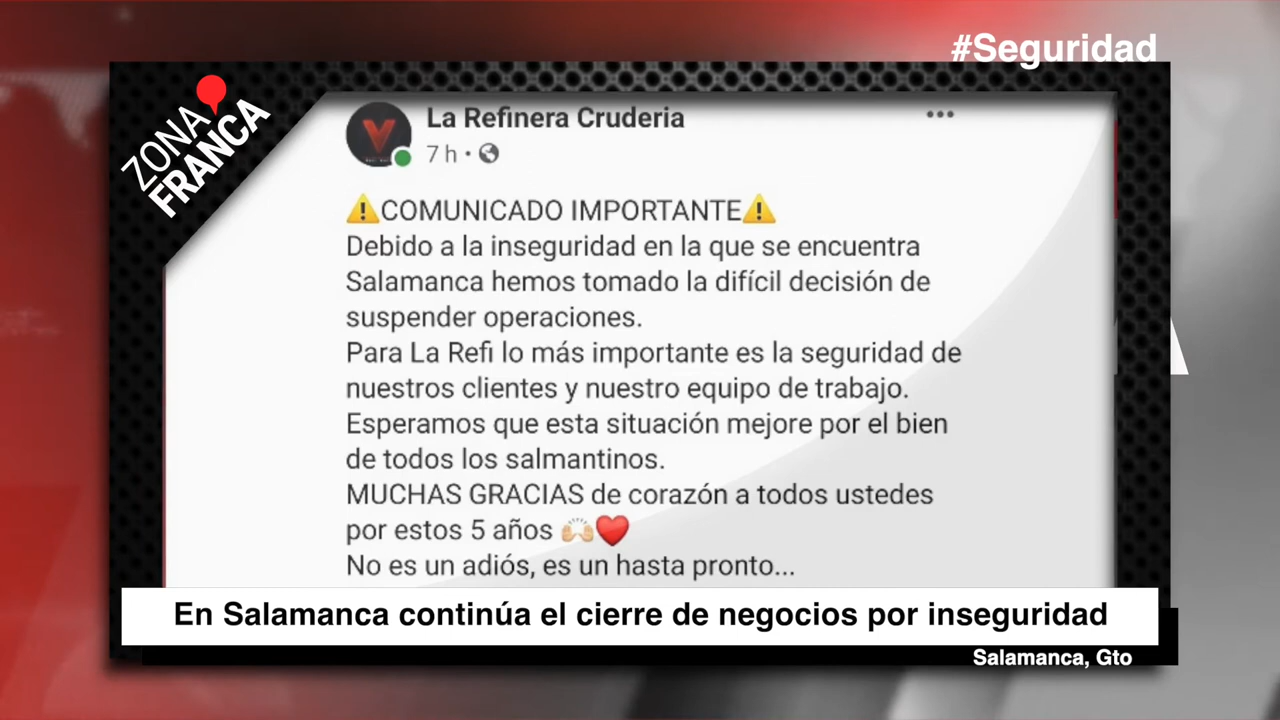 #Seguridad
ZONA
FRANCA
La Refinera Cruderia
7 h •
⚠️COMUNICADO IMPORTANTE⚠️
Debido a la inseguridad en la que se encuentra
Salamanca hemos tomado la difícil decisión de
suspender operaciones.
Para La Refi lo más importante es la seguridad de
nuestros clientes y nuestro equipo de trabajo.
Esperamos que esta situación mejore por el bien
de todos los salmantinos.
MUCHAS GRACIAS de corazón a todos ustedes
por estos 5 años 🙌🏻❤️
No es un adiós, es un hasta pronto...
En Salamanca continúa el cierre de negocios por inseguridad
Salamanca, Gto